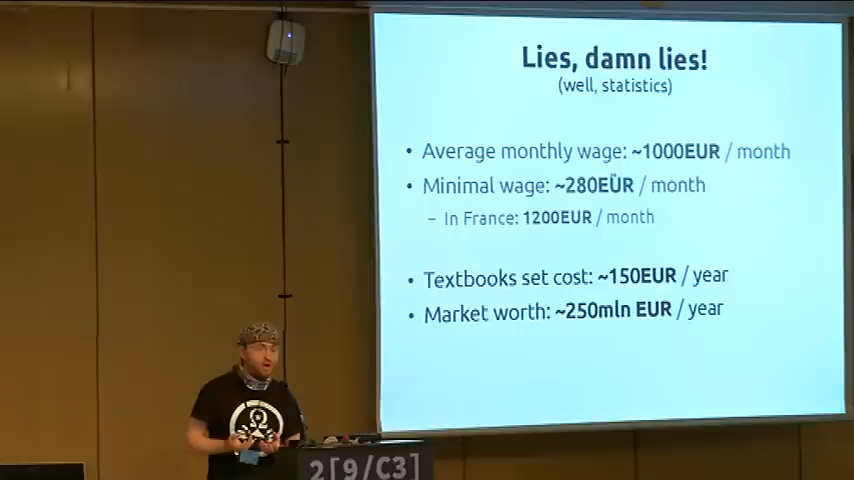 Lies, damn lies!
(well, statistics)
• Average monthly wage: ~1000EUR / month
• Minimal wage: ~280EUR / month
– In France: 1200EUR / month
• Textbooks set cost: ~150EUR / year
• Market worth: ~250mln EUR / year
2[9/C3]